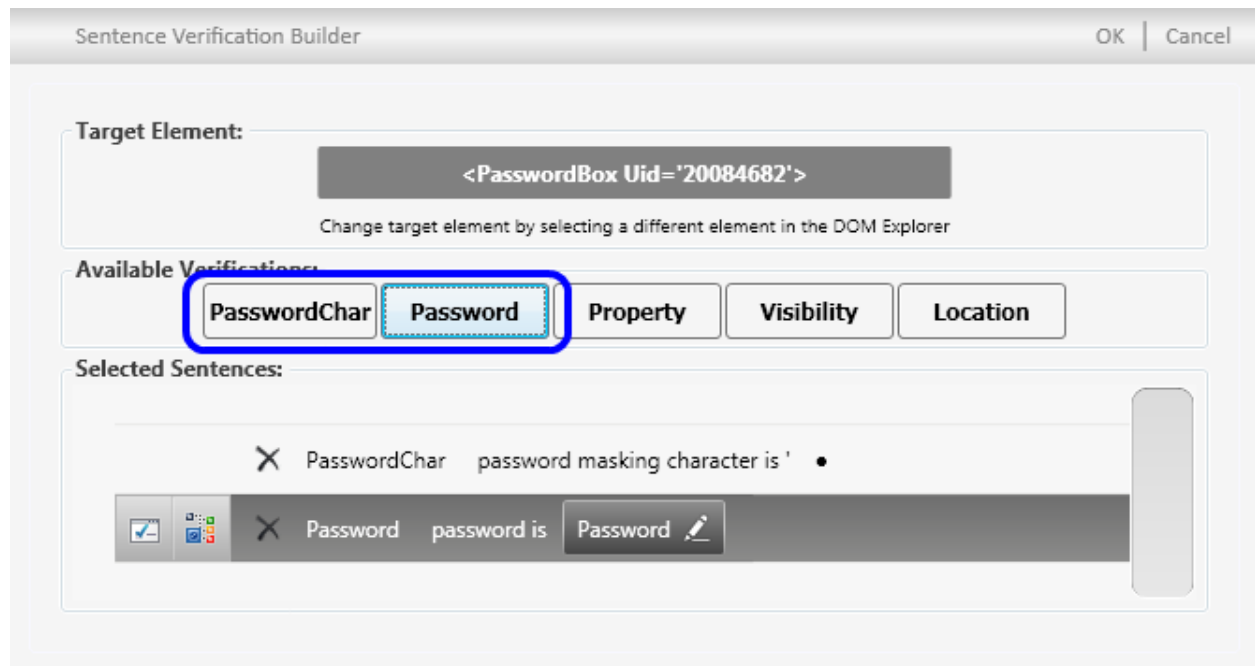 Sentence Verification Builder OK | Cancel
Target Element:
<PasswordBox Uid='20084682'>
Change target element by selecting a different element in the DOM Explorer
Available Verifications:
PasswordChar Password Property Visibility Location
Selected Sentences:
PasswordChar password masking character is ' •
Password password is Password